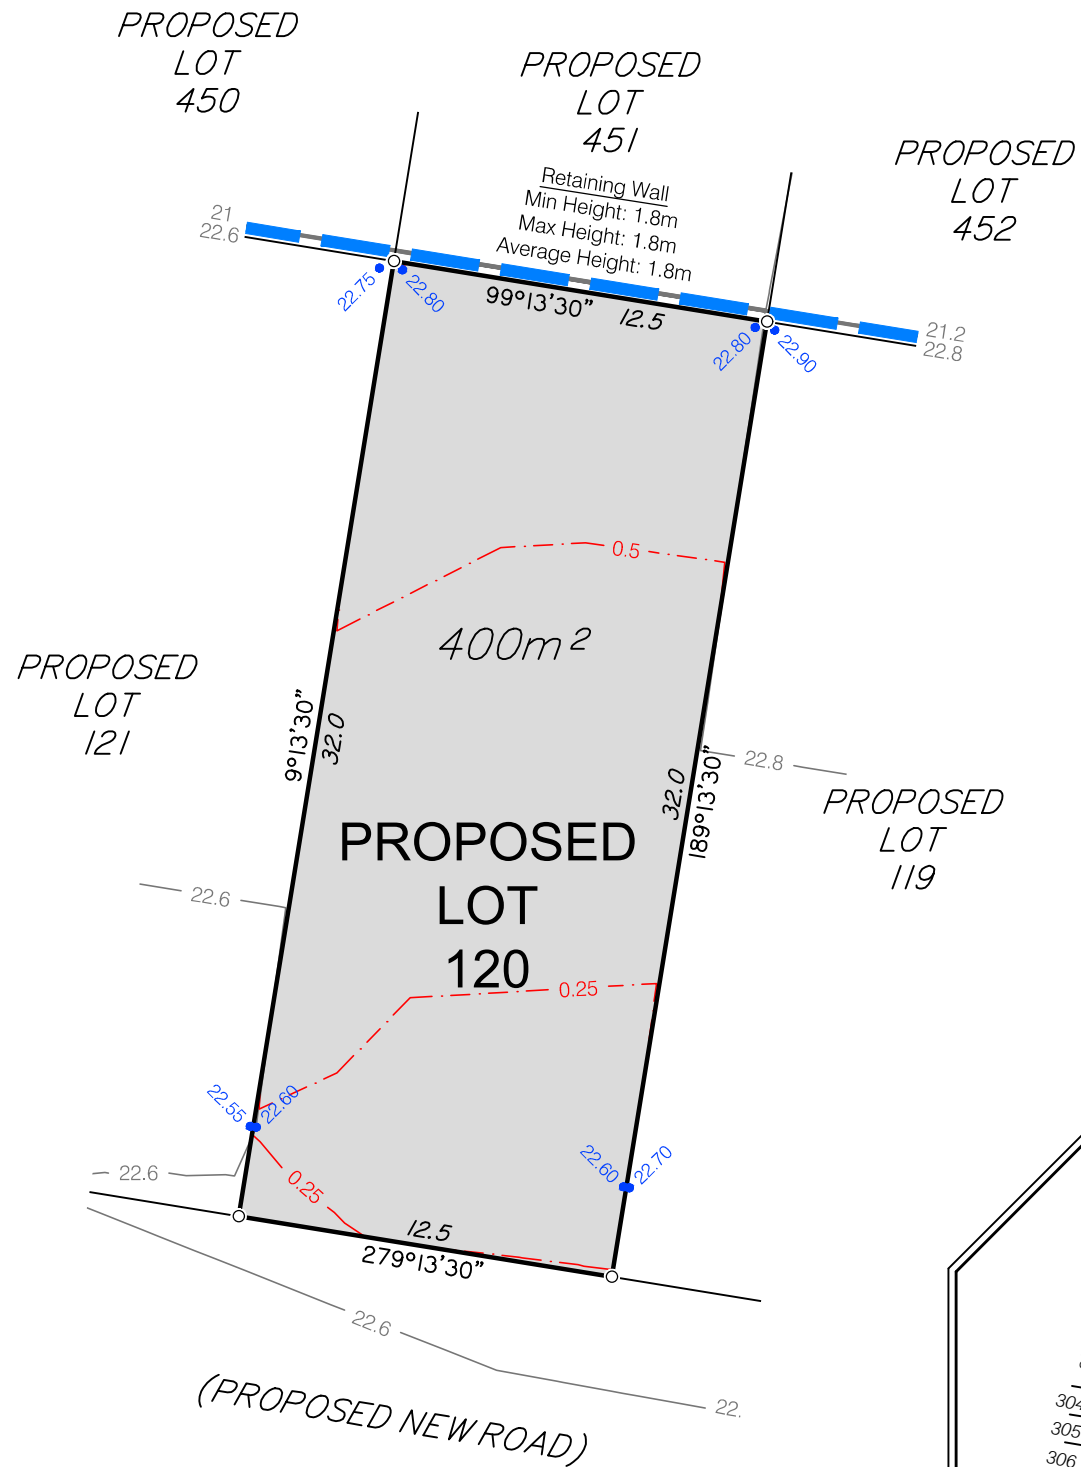 PROPOSED
LOT
450
PROPOSED
LOT
451
PROPOSED
LOT
452
Retaining Wall
Min Height: 1.8m
Max Height: 1.8m
Average Height: 1.8m
21
22.6
22.75
22.80
99°13'30"
12.5
22.80
22.90
21.2
22.8
0.5
400m²
PROPOSED
LOT
121
9°13'30"
32.0
32.0
189°13'30"
22.8
PROPOSED
LOT
119
PROPOSED
LOT
120
22.6
0.25
22.55
22.60
22.60
22.70
22.6
0.25
12.5
279°13'30"
22.6
22.
(PROPOSED NEW ROAD)
304
305
306